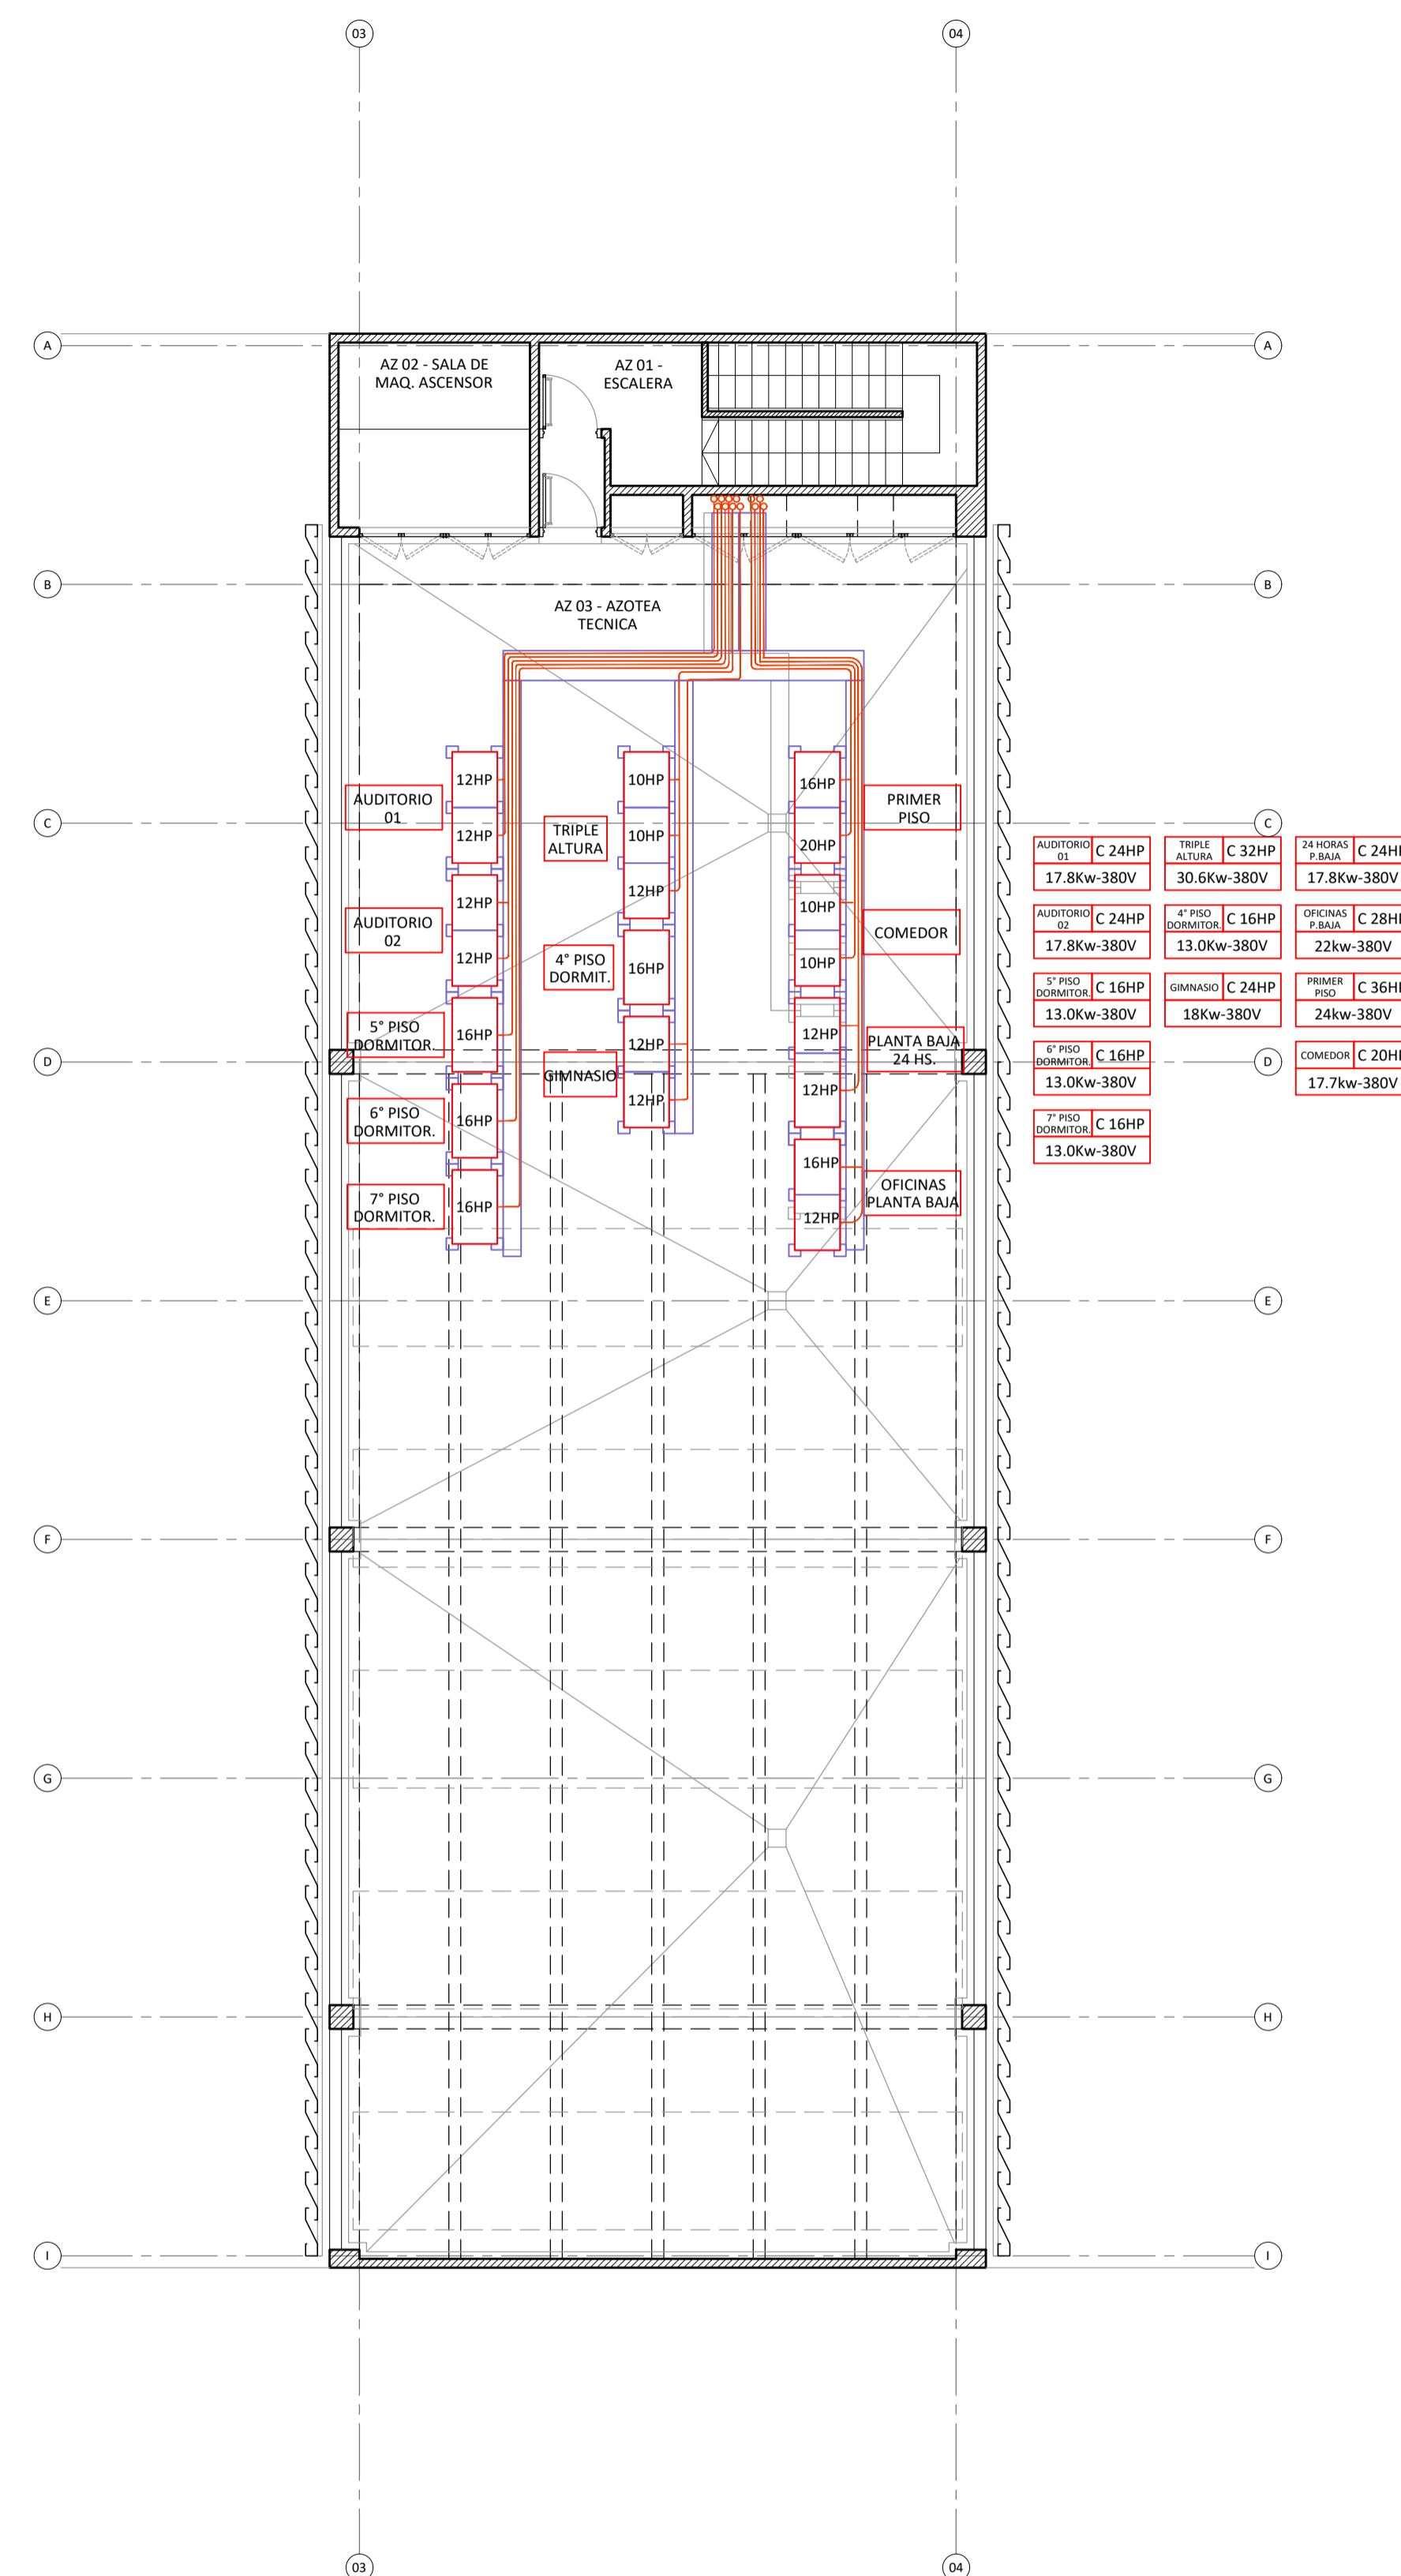 03
04
A
A
AZ 02 - SALA DE
MAQ. ASCENSOR
AZ 01 -
ESCALERA
B
B
AZ 03 - AZOTEA
TECNICA
12HP
10HP
16HP
AUDITORIO
01
PRIMER
PISO
C
C
12HP
TRIPLE
ALTURA
10HP
20HP
12HP
12HP
10HP
AUDITORIO
02
COMEDOR
12HP
4° PISO
DORMIT.
16HP
10HP
5° PISO
DORMITOR.
16HP
12HP
12HP
PLANTA BAJA
24 HS.
D
D
GIMNASIO
12HP
12HP
6° PISO
DORMITOR.
16HP
16HP
7° PISO
DORMITOR.
16HP
12HP
OFICINAS
PLANTA BAJA
AUDITORIO
01
C 24HP
17.8Kw-380V
TRIPLE
ALTURA
C 32HP
30.6Kw-380V
24 HORAS
P.BAJA
C 24HP
17.8Kw-380V
AUDITORIO
02
C 24HP
17.8Kw-380V
4° PISO
DORMITOR.
C 16HP
13.0Kw-380V
OFICINAS
P.BAJA
C 28HP
22kw-380V
5° PISO
DORMITOR.
C 16HP
13.0Kw-380V
GIMNASIO
C 24HP
18Kw-380V
PRIMER
PISO
C 36HP
24kw-380V
6° PISO
DORMITOR.
C 16HP
13.0Kw-380V
COMEDOR
C 20HP
17.7kw-380V
7° PISO
DORMITOR.
C 16HP
13.0Kw-380V
E
E
F
F
G
G
H
H
I
I
03
04